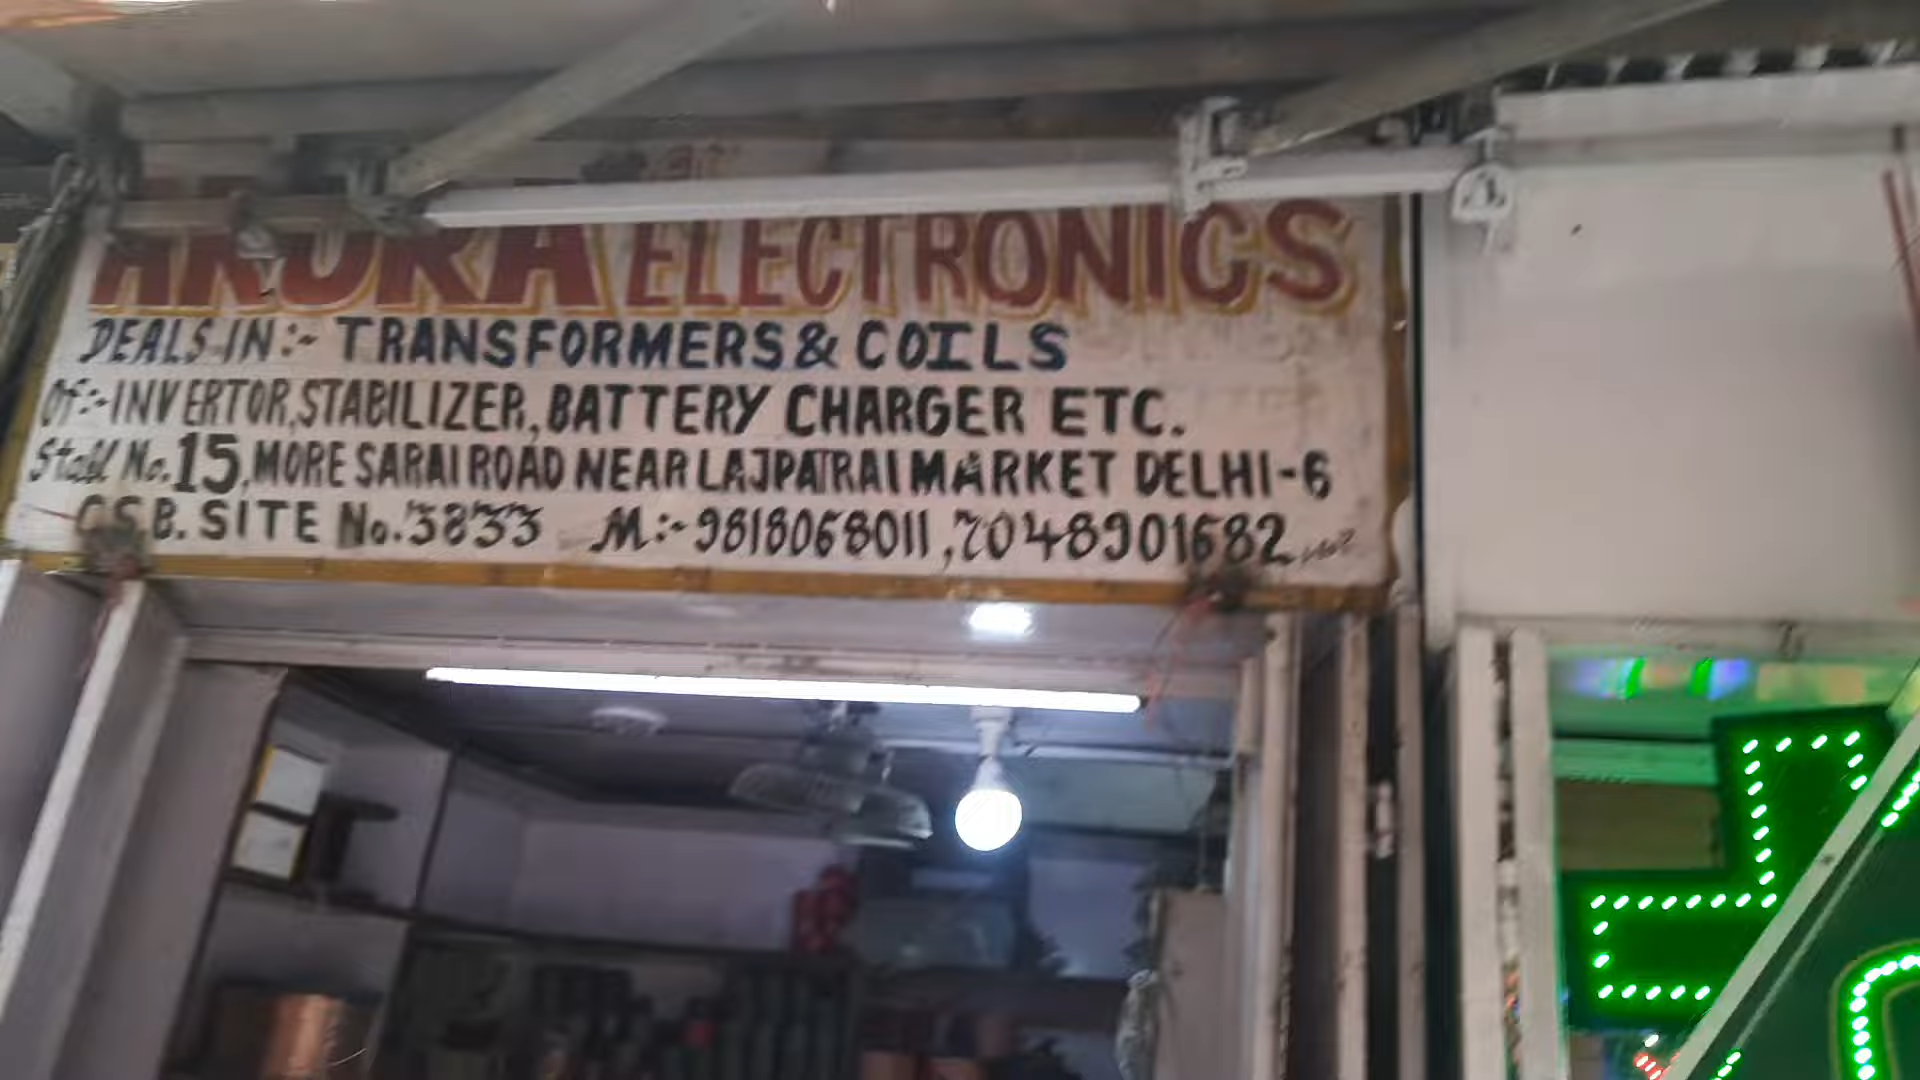 ELECTRONICS
DEALS IN:- TRANSFORMERS & COILS
Of:- INVERTOR, STABILIZER, BATTERY CHARGER ETC.
Stall No. 15, MORE SARAI ROAD NEAR LAJPATRAI MARKET DELHI-6
C.S.B. SITE No. 3833 M:- 9818068011, 7048901682